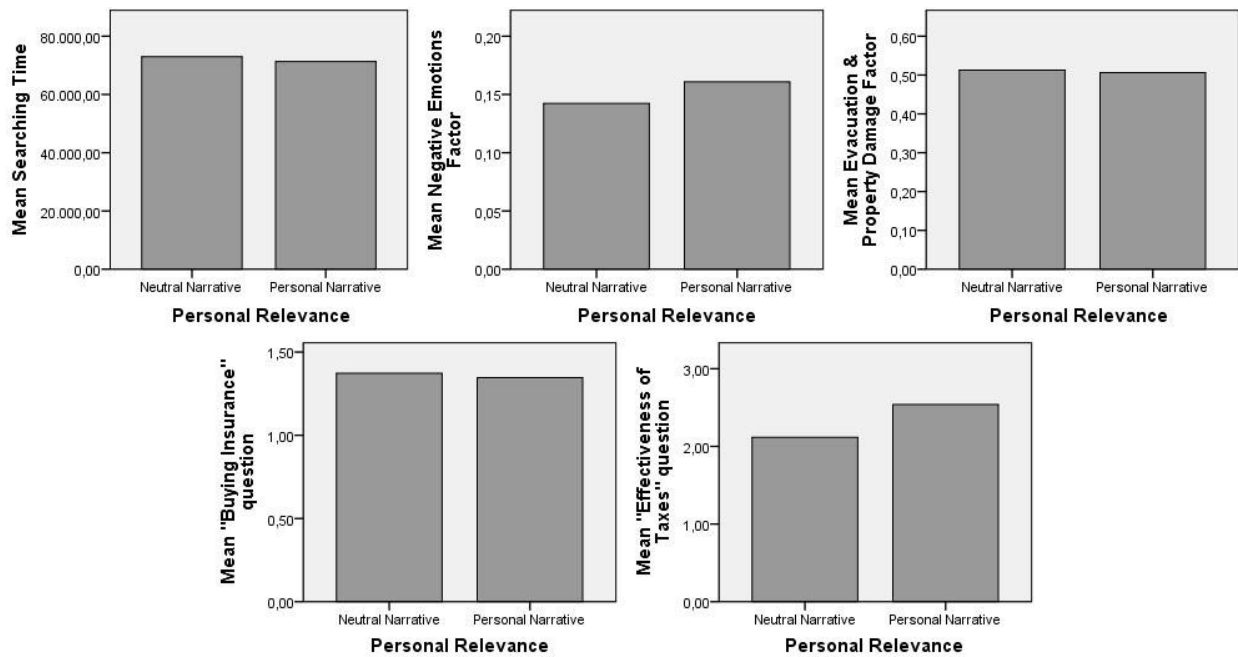 Mean Searching Time
80.000,00
60.000,00
40.000,00
20.000,00
0,00
Neutral Narrative
Personal Narrative
Personal Relevance
Mean Negative Emotions
Factor
0,20
0,15
0,10
0,05
0,00
Neutral Narrative
Personal Narrative
Personal Relevance
Mean Evacuation &
Property Damage Factor
0,60
0,50
0,40
0,30
0,20
0,10
0,00
Neutral Narrative
Personal Narrative
Personal Relevance
Mean "Buying Insurance"
question
1,50
1,00
0,50
0,00
Neutral Narrative
Personal Narrative
Personal Relevance
Mean "Effectiveness of
Taxes" question
3,00
2,00
1,00
0,00
Neutral Narrative
Personal Narrative
Personal Relevance